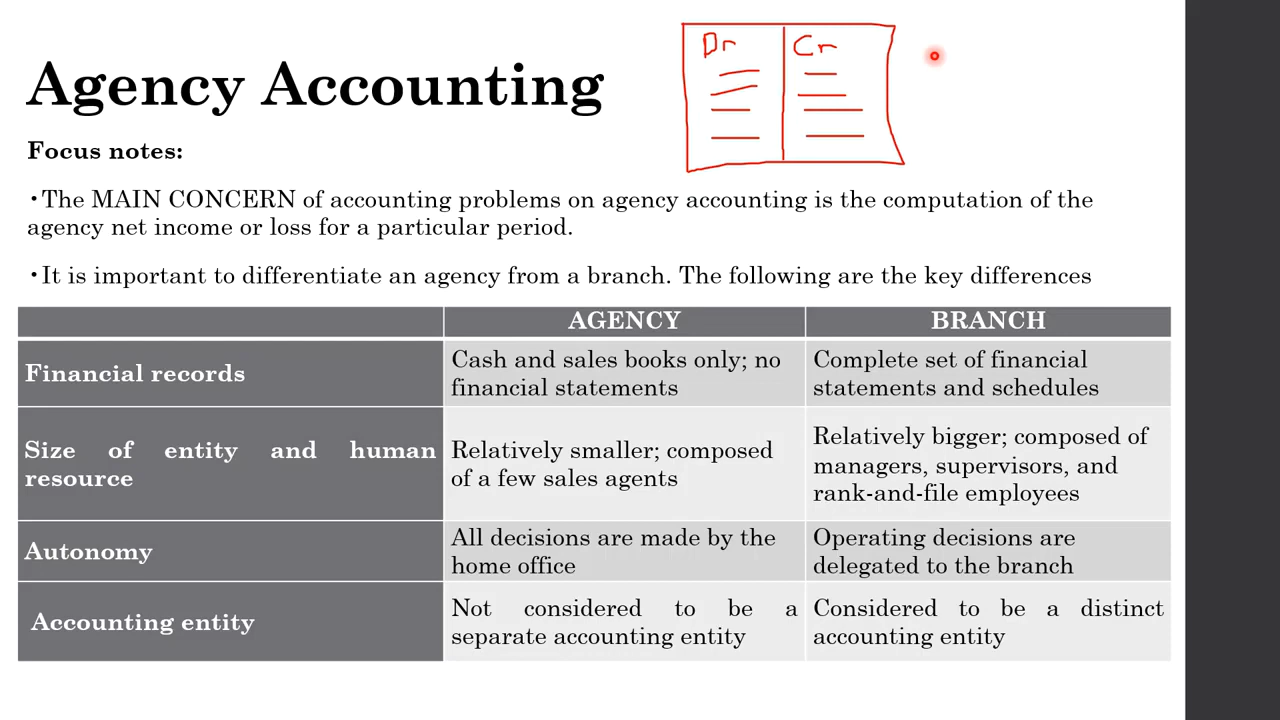 Dr Cr
Agency Accounting
Focus notes:
•The MAIN CONCERN of accounting problems on agency accounting is the computation of the
agency net income or loss for a particular period.
•It is important to differentiate an agency from a branch. The following are the key differences
AGENCY BRANCH
Financial records
Cash and sales books only; no
financial statements
Complete set of financial
statements and schedules
Size of entity and human
resource
Relatively smaller; composed
of a few sales agents
Relatively bigger; composed of
managers, supervisors, and
rank-and-file employees
Autonomy
All decisions are made by the
home office
Operating decisions are
delegated to the branch
Accounting entity
Not considered to be a
separate accounting entity
Considered to be a distinct
accounting entity